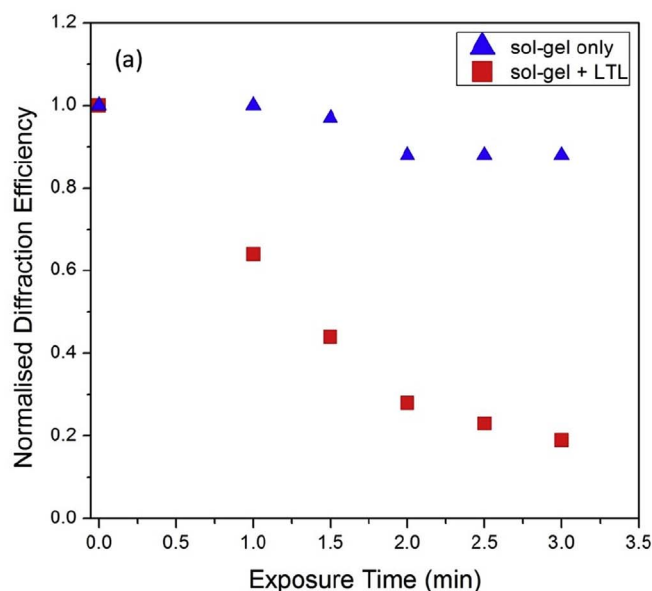 (a)
sol-gel only
sol-gel + LTL
1.2
1.0
0.8
0.6
0.4
0.2
0.0
Normalised Diffraction Efficiency
0.0 0.5 1.0 1.5 2.0 2.5 3.0 3.5
Exposure Time (min)